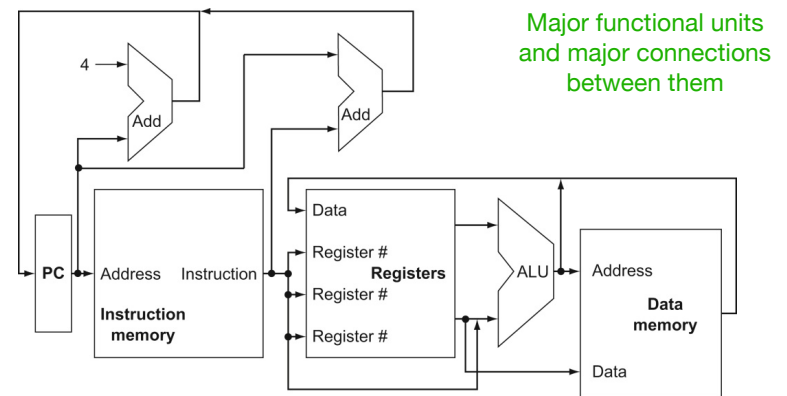 Major functional units
and major connections
between them
4
Add
Add
Data
Register #
PC
Address
Instruction
Registers
ALU
Address
Register #
Instruction
memory
Data
memory
Register #
Data